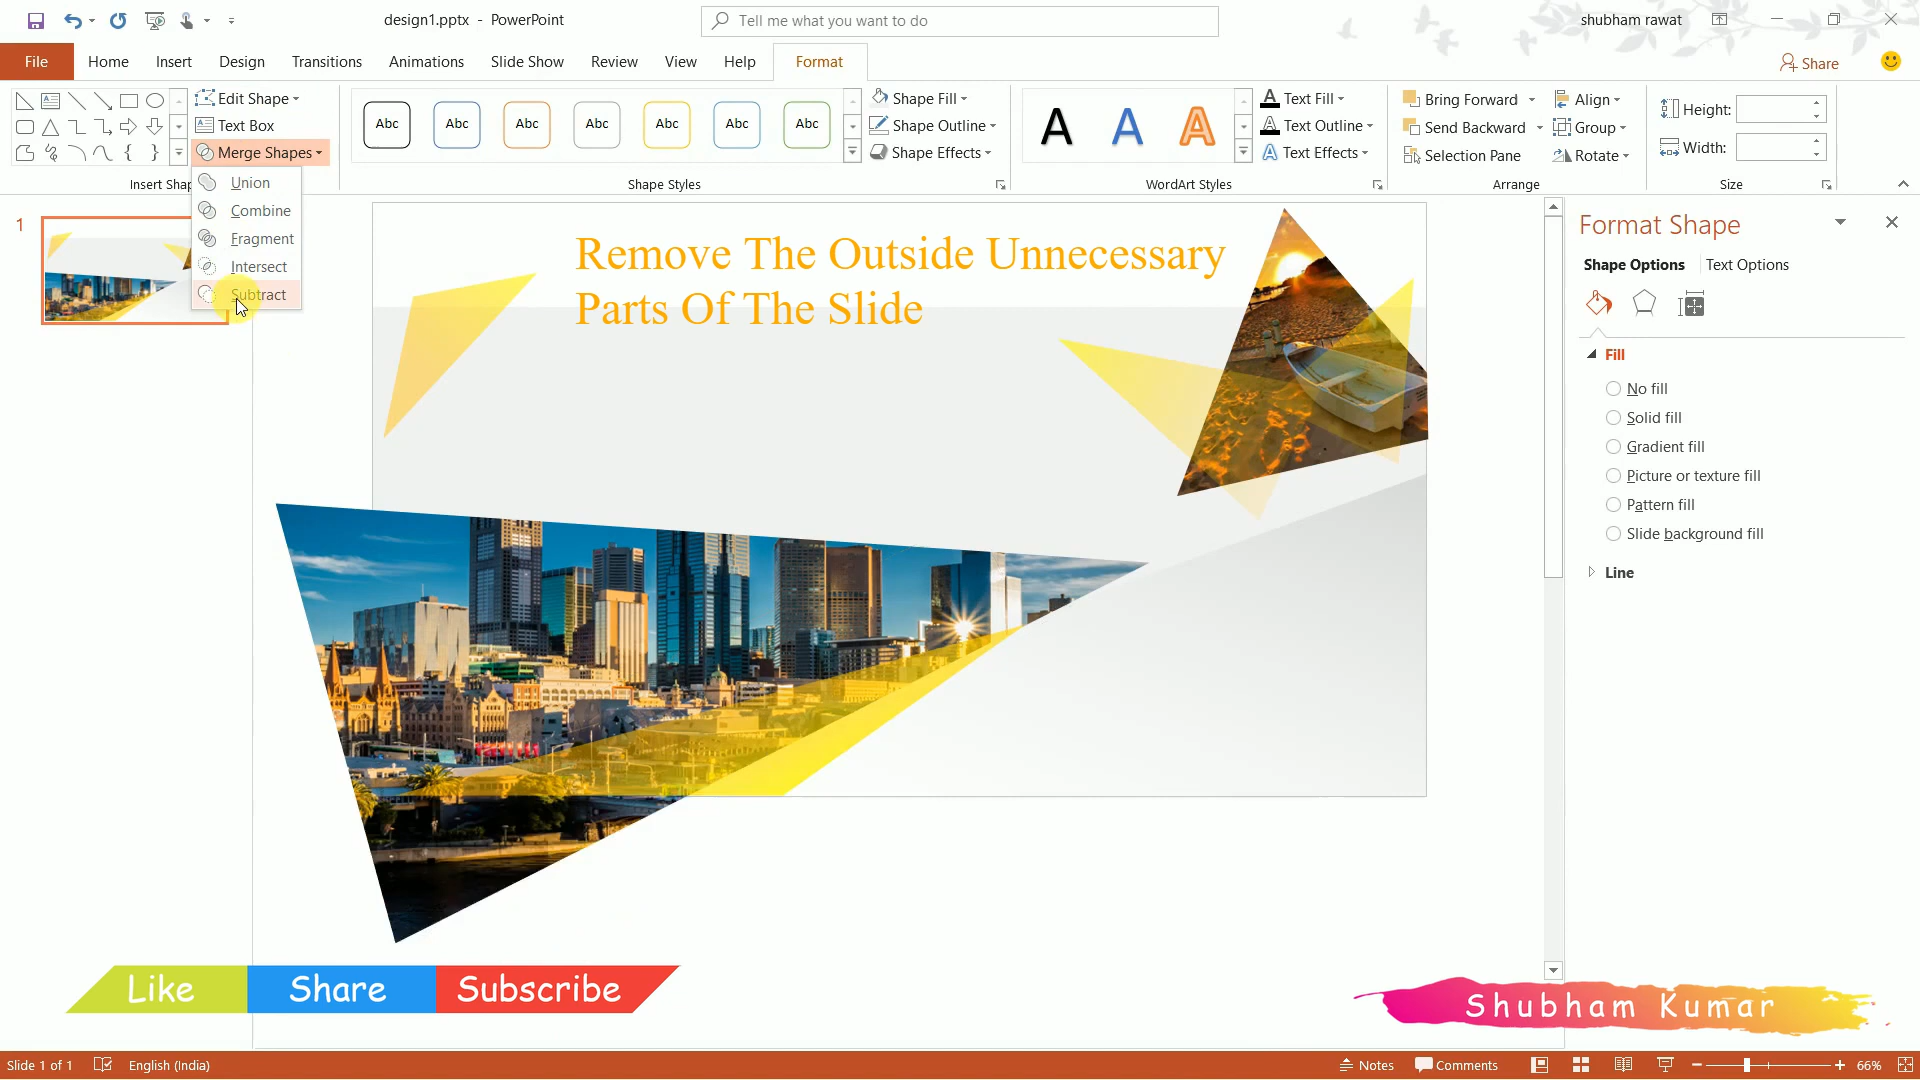 design1.pptx - PowerPoint
Tell me what you want to do
shubham rawat
File Home Insert Design Transitions Animations Slide Show Review View Help Format
Share
Edit Shape
Text Box
Merge Shapes
Insert Shap
Abc Abc Abc Abc Abc Abc Abc
Shape Fill
Shape Outline
Shape Effects
Shape Styles
A A A
Text Fill
Text Outline
Text Effects
WordArt Styles
Bring Forward
Send Backward
Selection Pane
Align
Group
Rotate
Arrange
Height:
Width:
Size
Union
Combine
Fragment
Intersect
Subtract
1
Remove The Outside Unnecessary
Parts Of The Slide
Format Shape
Shape Options Text Options
Fill
No fill
Solid fill
Gradient fill
Picture or texture fill
Pattern fill
Slide background fill
Line
Like Share Subscribe
Shubham Kumar
Slide 1 of 1 English (India) Notes Comments 66%